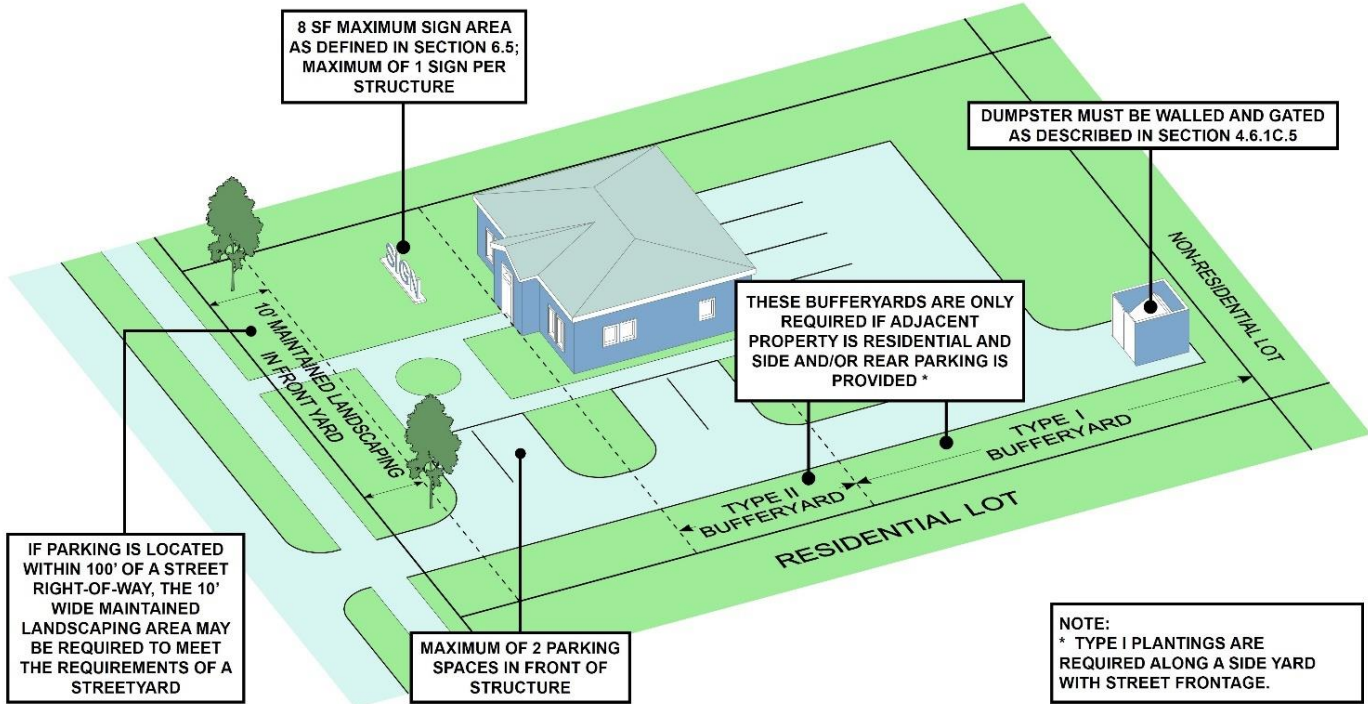 8 SF MAXIMUM SIGN AREA
AS DEFINED IN SECTION 6.5;
MAXIMUM OF 1 SIGN PER
STRUCTURE
DUMPSTER MUST BE WALLED AND GATED
AS DESCRIBED IN SECTION 4.6.1C.5
SIGN
10' MAINTAINED LANDSCAPING
IN FRONT YARD
NON-RESIDENTIAL LOT
THESE BUFFERYARDS ARE ONLY
REQUIRED IF ADJACENT
PROPERTY IS RESIDENTIAL AND
SIDE AND/OR REAR PARKING IS
PROVIDED *
TYPE I
BUFFERYARD
TYPE II
BUFFERYARD
RESIDENTIAL LOT
IF PARKING IS LOCATED
WITHIN 100' OF A STREET
RIGHT-OF-WAY, THE 10'
WIDE MAINTAINED
LANDSCAPING AREA MAY
BE REQUIRED TO MEET
THE REQUIREMENTS OF A
STREETYARD
MAXIMUM OF 2 PARKING
SPACES IN FRONT OF
STRUCTURE
NOTE:
* TYPE I PLANTINGS ARE
REQUIRED ALONG A SIDE YARD
WITH STREET FRONTAGE.